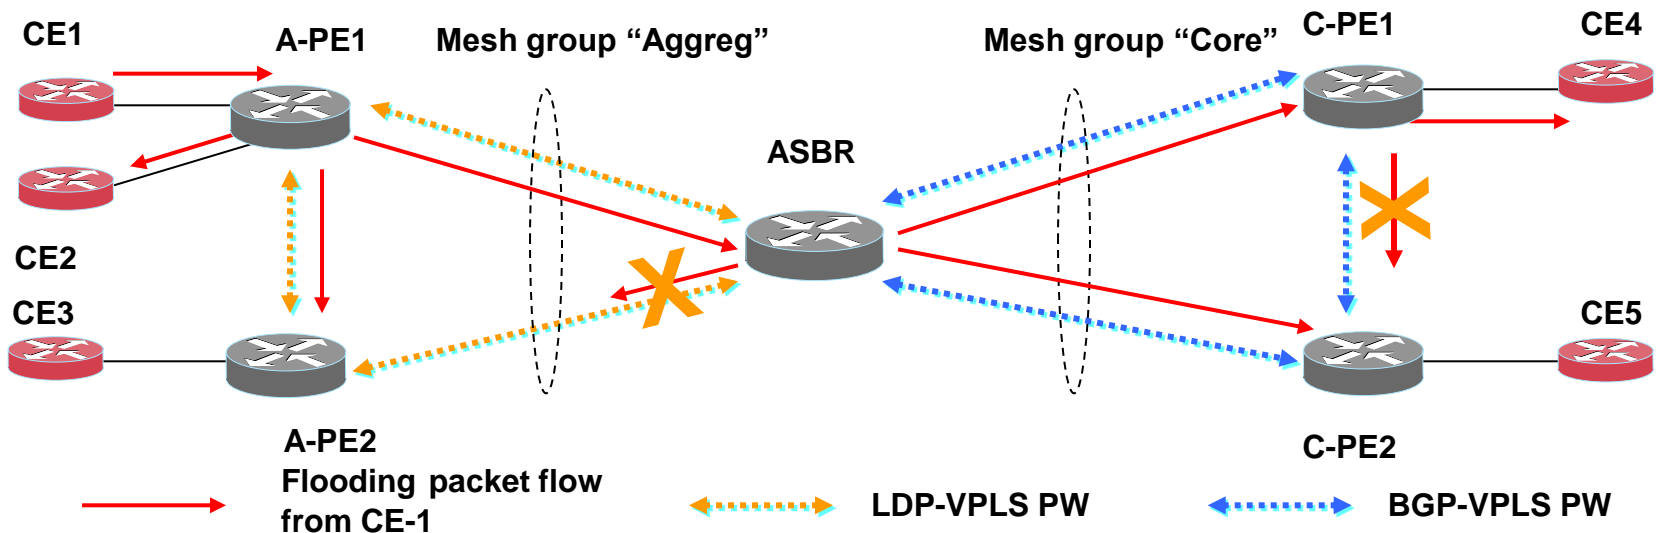 CE1
A-PE1
Mesh group “Aggreg”
Mesh group “Core”
C-PE1
CE4
ASBR
CE2
CE3
CE5
A-PE2
C-PE2
Flooding packet flow
from CE-1
LDP-VPLS PW
BGP-VPLS PW